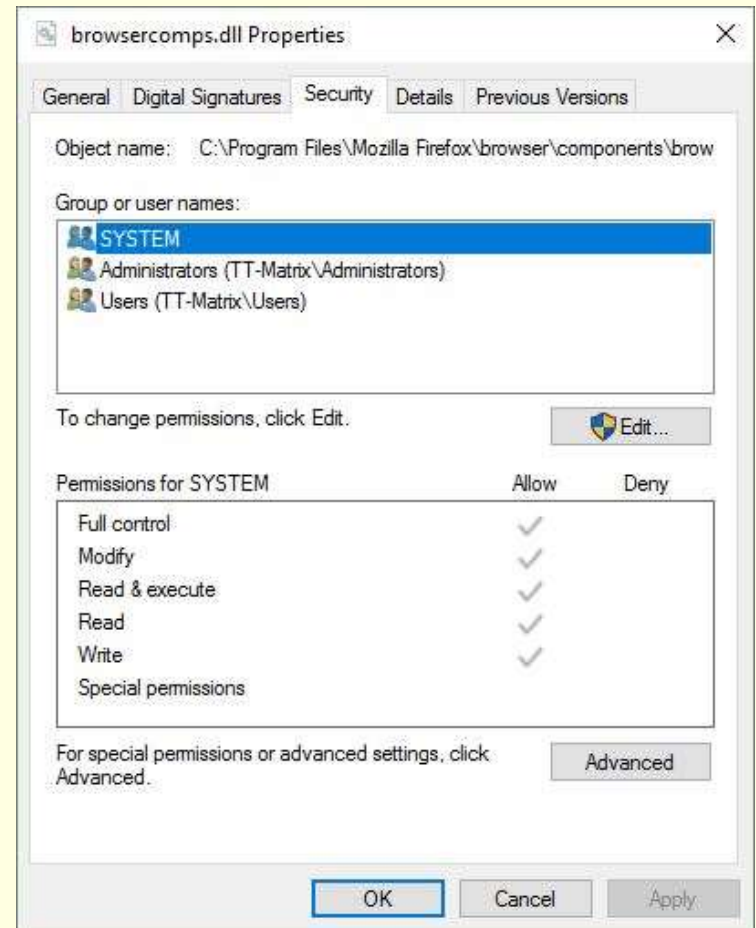 browsercomps.dll Properties
General Digital Signatures Security Details Previous Versions
Object name: C:\Program Files\Mozilla Firefox\browser\components\brow
Group or user names:
SYSTEM
Administrators (TT-Matrix\Administrators)
Users (TT-Matrix\Users)
To change permissions, click Edit.
Edit...
Permissions for SYSTEM Allow Deny
Full control
Modify
Read & execute
Read
Write
Special permissions
For special permissions or advanced settings, click
Advanced.
Advanced
OK Cancel Apply